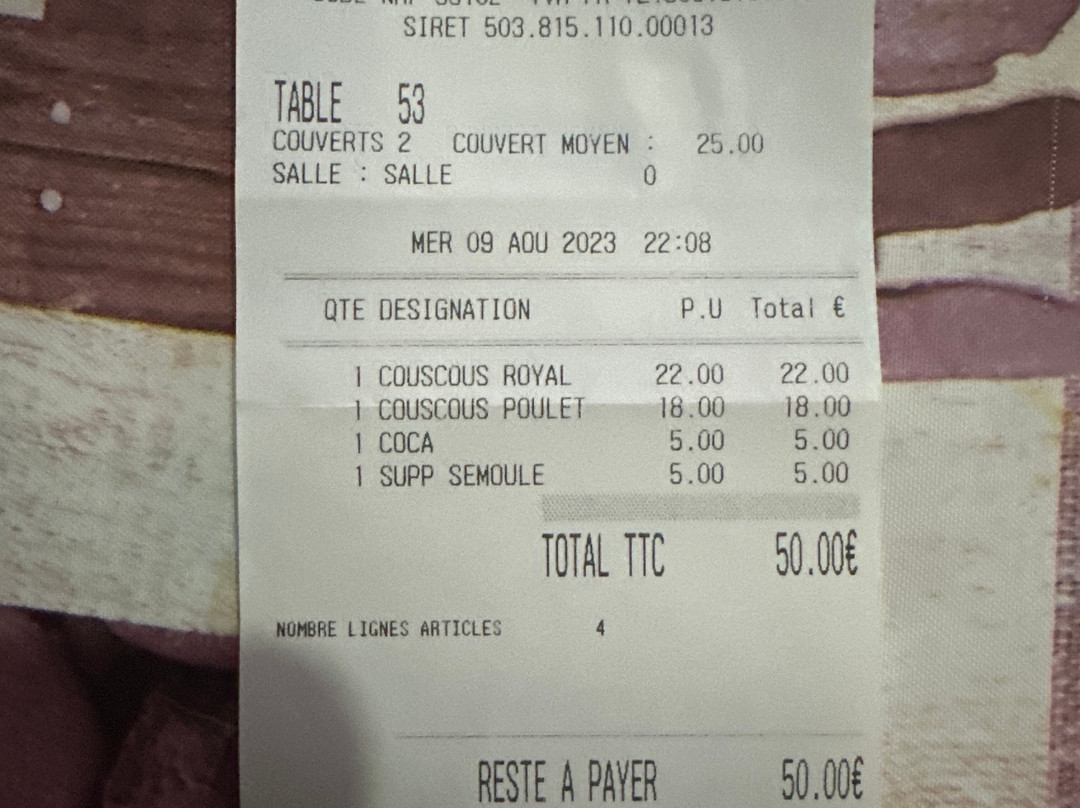 SIRET 503.815.110.00013
TABLE 53
COUVERTS 2 COUVERT MOYEN : 25.00
SALLE : SALLE 0
MER 09 AOU 2023 22:08
QTE DESIGNATION P.U Total €
1 COUSCOUS ROYAL 22.00 22.00
1 COUSCOUS POULET 18.00 18.00
1 COCA 5.00 5.00
1 SUPP SEMOULE 5.00 5.00
TOTAL TTC 50.00€
NOMBRE LIGNES ARTICLES 4
RESTE A PAYER 50.00€